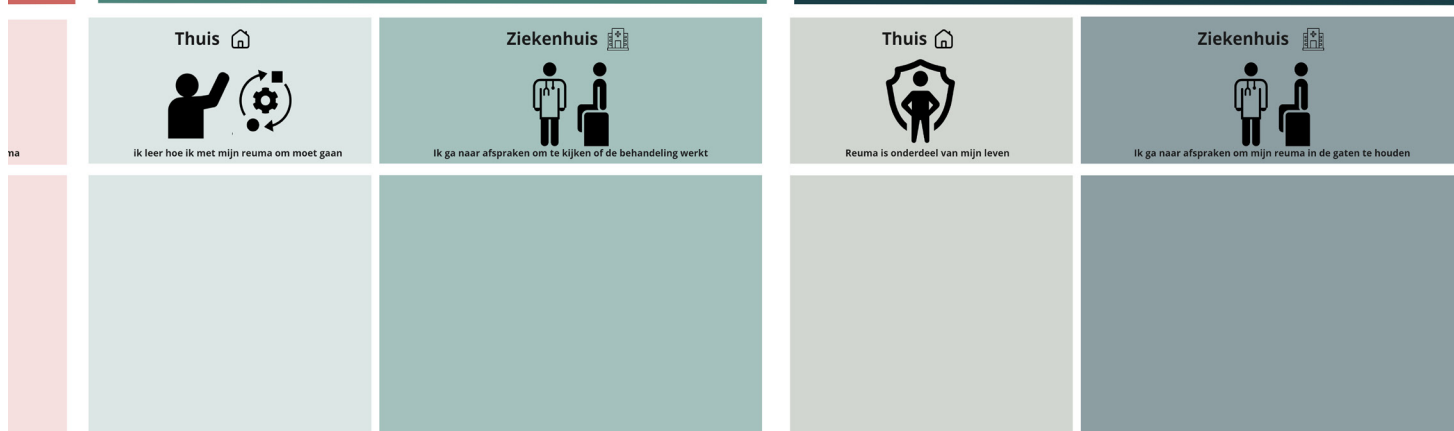 Thuis
Ziekenhuis
Thuis
Ziekenhuis
ma
ik leer hoe ik met mijn reuma om moet gaan
Ik ga naar afspraken om te kijken of de behandeling werkt
Reuma is onderdeel van mijn leven
Ik ga naar afspraken om mijn reuma in de gaten te houden